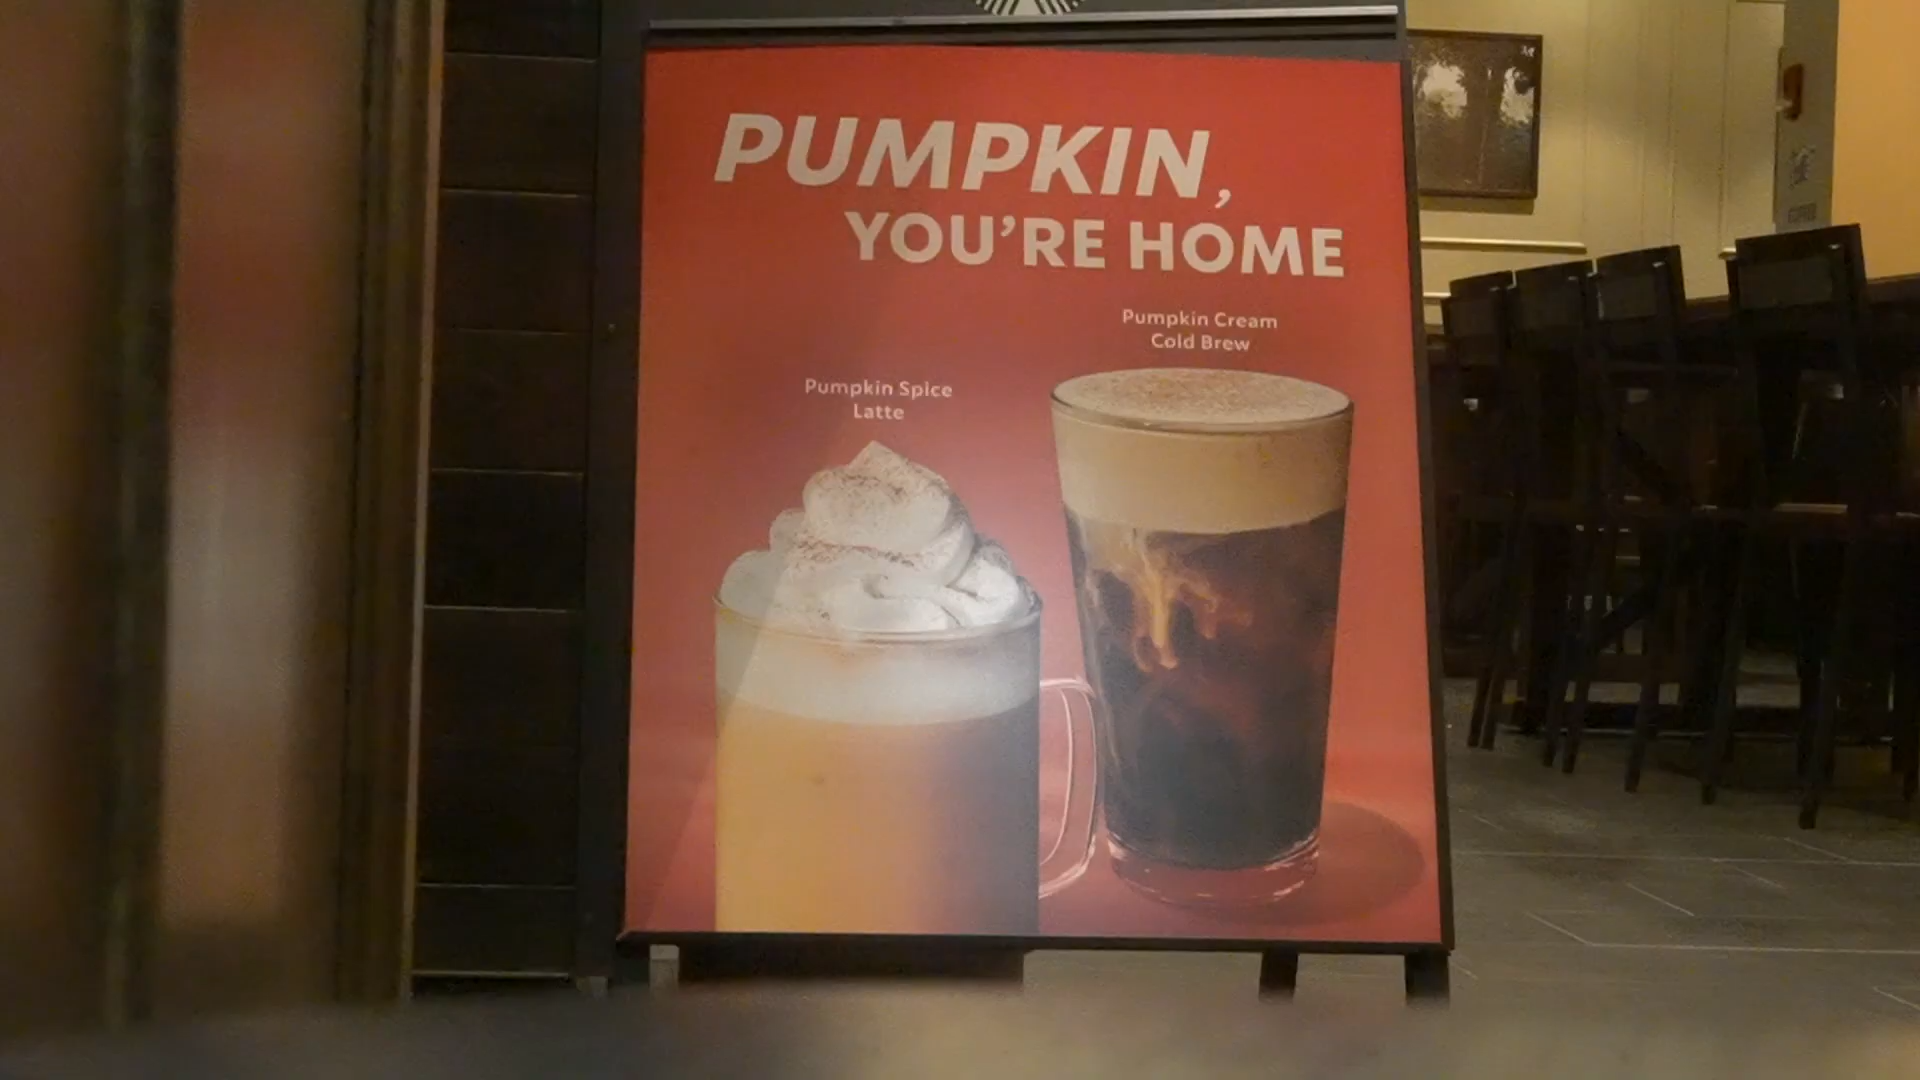 PUMPKIN,
YOU'RE HOME
Pumpkin Cream
Cold Brew
Pumpkin Spice
Latte